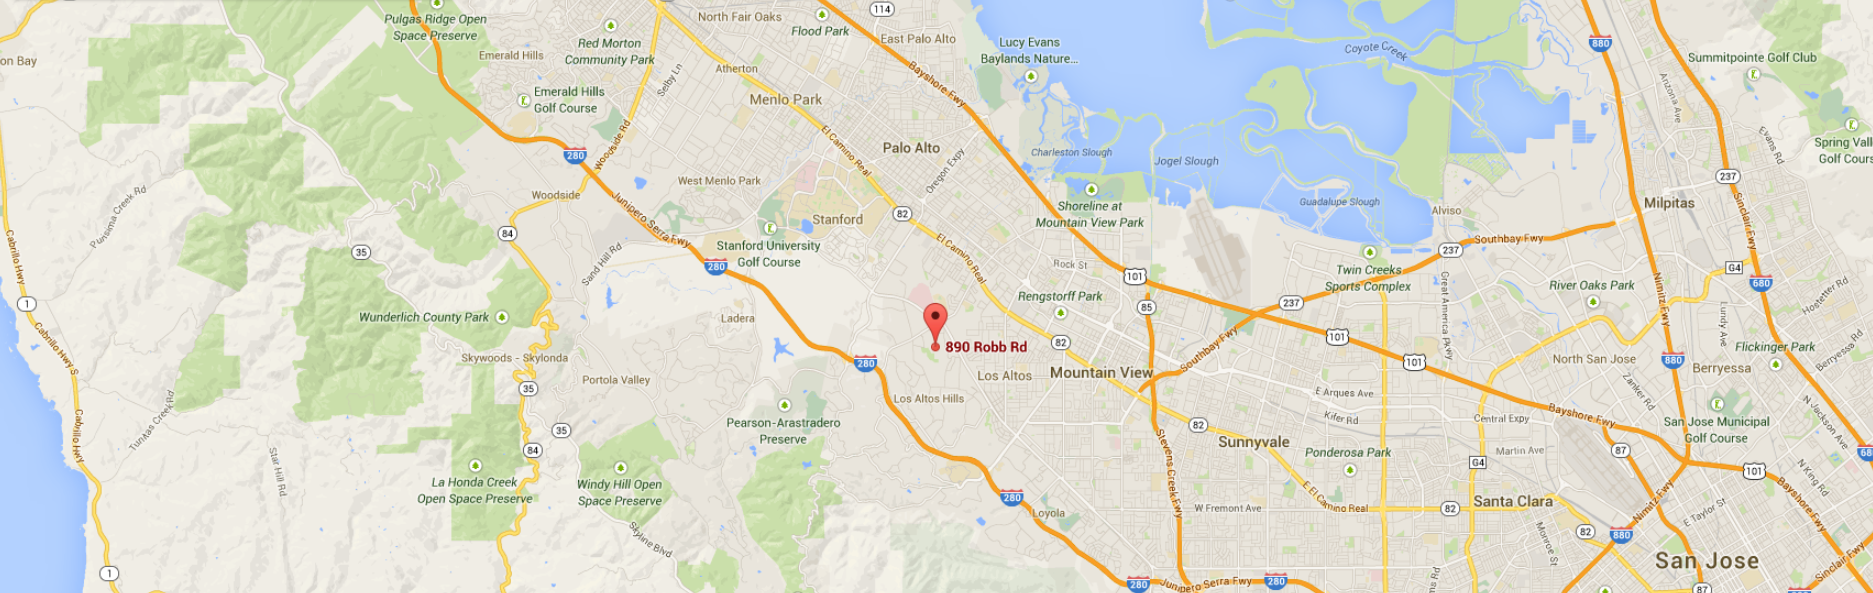 Pulgas Ridge Open
Space Preserve
North Fair Oaks
114
Flood Park
East Palo Alto
Red Morton
Community Park
Emerald Hills
Lucy Evans
Baylands Nature...
Coyote Creek
880
Summitpointe Golf Club
on Bay
Atherton
Selby Ln
Bayshore Fwy
Arizona Ave
Emerald Hills
Golf Course
Menlo Park
El Camino Real
Palo Alto
Woodside Rd
280
Oregon Expy
Charleston Slough
Jogel Slough
Evans Rd
Spring Vall
Golf Cours
West Menlo Park
237
Woodside
Purisima Creek Rd
Junipero Serra Fwy
Stanford
82
Shoreline at
Mountain View Park
Guadalupe Slough
Alviso
Milpitas
84
Cabrillo Hwy
35
Sand Hill Rd
Stanford University
Golf Course
El Camino Real
Southbay Fwy
237
Sinclair Fwy
280
Rock St
101
Twin Creeks
Sports Complex
G4
680
Great America Pkwy
Nimitz Fwy
River Oaks Park
Hostetter Rd
1
Rengstorff Park
85
237
Lundy Ave
Wunderlich County Park
Ladera
Cabrillo Hwy S
890 Robb Rd
82
Southbay Fwy
101
Flickinger Park
Berryessa Rd
Skywoods - Skylonda
280
101
North San Jose
880
Berryessa
Portola Valley
Los Altos
Mountain View
35
Los Altos Hills
E Arques Ave
Zanker Rd
Tunitas Creek Rd
Cabrillo Hwy
Pearson-Arastradero
Preserve
Kifer Rd
Central Expy
Bayshore Fwy
San Jose Municipal
Golf Course
N Jackson Ave
35
82
Sunnyvale
84
Stevens Creek Fwy
Ponderosa Park
Martin Ave
87
680
Star Hill Rd
G4
101
La Honda Creek
Open Space Preserve
Windy Hill Open
Space Preserve
280
N King Rd
Bayshore Fwy
Loyola
W Fremont Ave
E El Camino Real
82
Santa Clara
Nimitz Fwy
E Taylor St
Skyline Blvd
Monroe St
82
880
San Jose
1
280
Junipero Serra Fwy
280
87
Sinclair Fwy